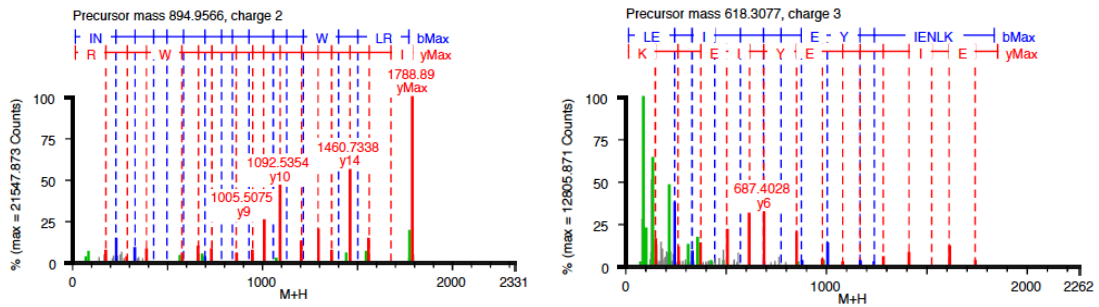 Precursor mass 894.9566, charge 2
IN W LR bMax
R W I yMax
1788.89
yMax
100
75
50
25
0
1460.7338
y14
1092.5354
y10
1005.5075
y9
0 1000 2000 2331
M+H
% (max = 21547.873 Counts)
Precursor mass 618.3077, charge 3
LE I E Y IENLK bMax
K E I Y E I E yMax
100
75
50
25
0
687.4028
y6
0 1000 2000 2262
M+H
% (max = 12805.871 Counts)